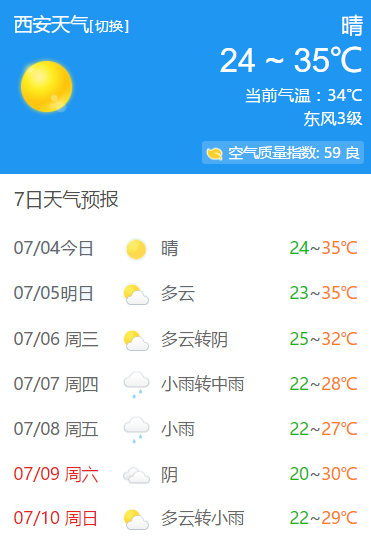 西安天气[切换]
晴
24 ~ 35℃
当前气温：34℃
东风3级
空气质量指数: 59 良
7日天气预报
07/04今日 晴 24~35℃
07/05明日 多云 23~35℃
07/06 周三 多云转阴 25~32℃
07/07 周四 小雨转中雨 22~28℃
07/08 周五 小雨 22~27℃
07/09 周六 阴 20~30℃
07/10 周日 多云转小雨 22~29℃